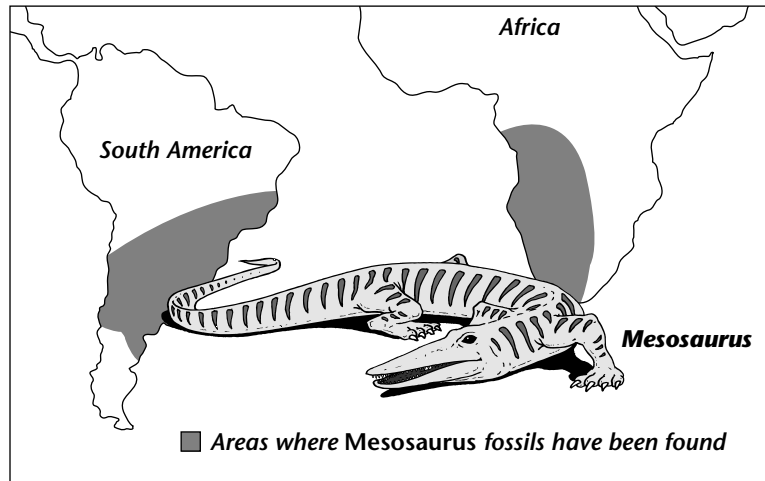 Africa
South America
Mesosaurus
Areas where Mesosaurus fossils have been found